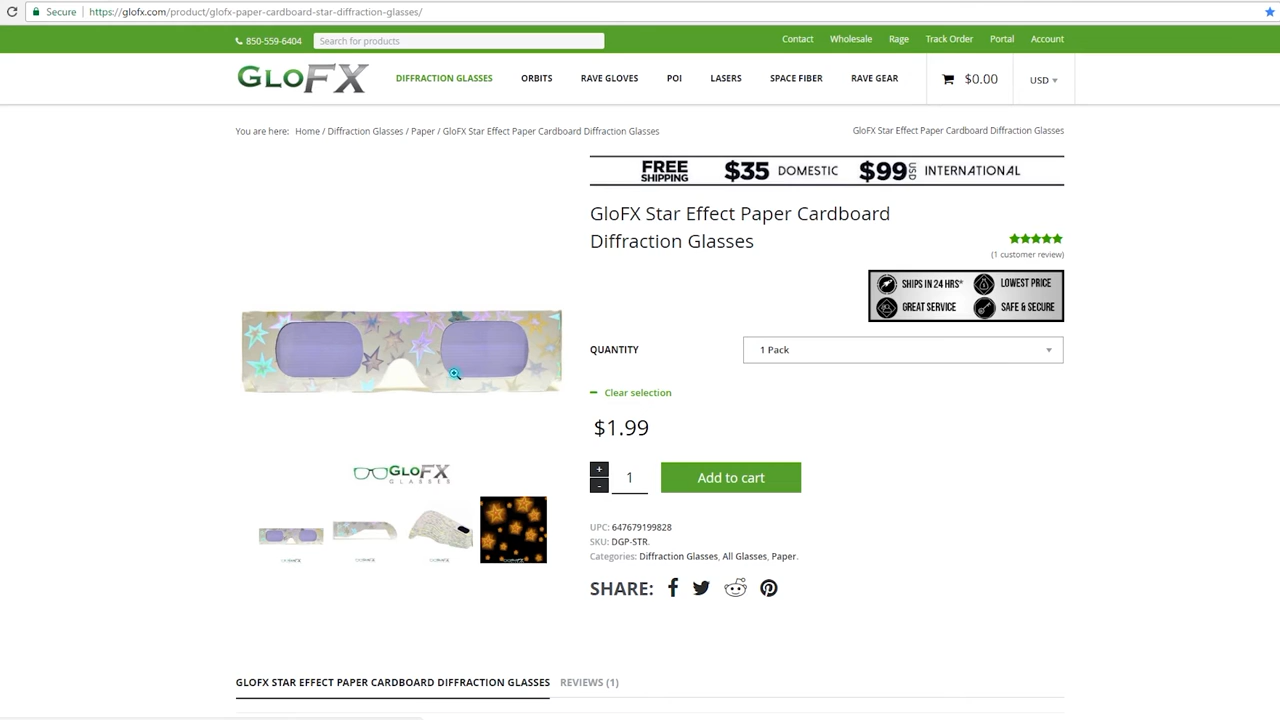 Secure
https://glofx.com/product/glofx-paper-cardboard-star-diffraction-glasses/
850-559-6404
Search for products
Contact
Wholesale
Rage
Track Order
Portal
Account
GLOFX
DIFFRACTION GLASSES
ORBITS
RAVE GLOVES
POI
LASERS
SPACE FIBER
RAVE GEAR
$0.00
USD
You are here: Home / Diffraction Glasses / Paper / GloFX Star Effect Paper Cardboard Diffraction Glasses
GloFX Star Effect Paper Cardboard Diffraction Glasses
FREE SHIPPING $35 DOMESTIC $99 USD INTERNATIONAL
GloFX Star Effect Paper Cardboard
Diffraction Glasses
(1 customer review)
SHIPS IN 24 HRS*
LOWEST PRICE
GREAT SERVICE
SAFE & SECURE
QUANTITY
1 Pack
Clear selection
$1.99
+
-
1
Add to cart
GLOFX
GLASSES
UPC: 647679199828
SKU: DGP-STR.
Categories: Diffraction Glasses, All Glasses, Paper.
SHARE:
GLOFX STAR EFFECT PAPER CARDBOARD DIFFRACTION GLASSES
REVIEWS (1)